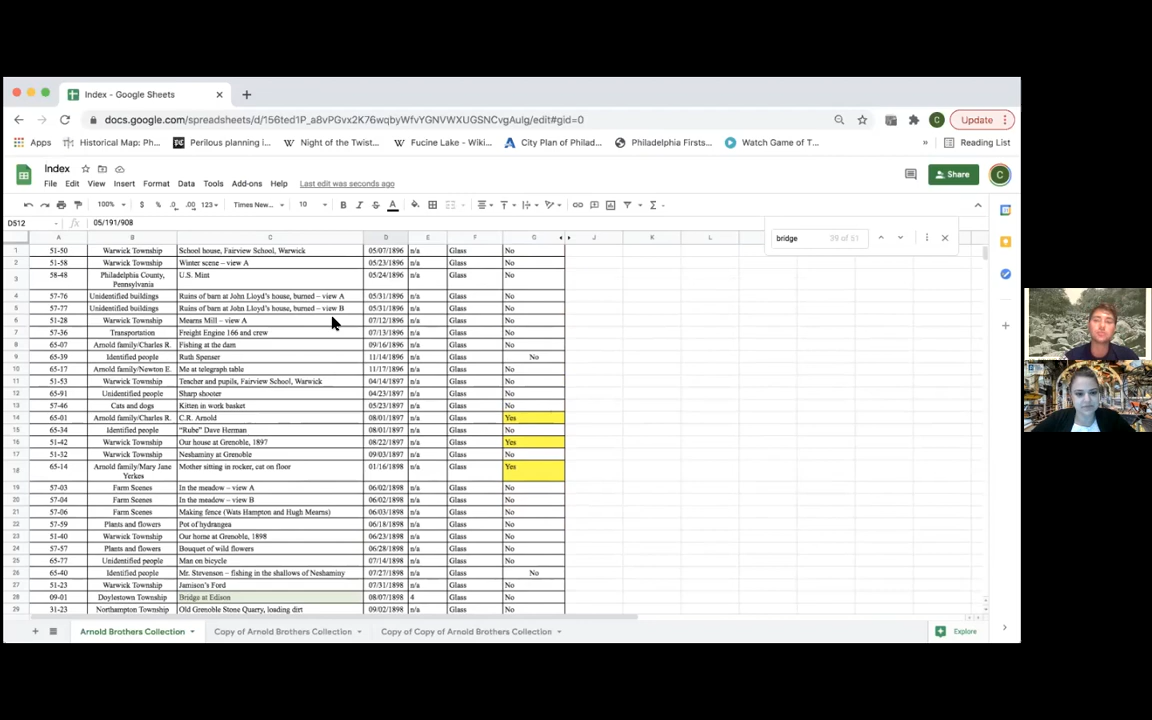 Index - Google Sheets
docs.google.com/spreadsheets/d/156ted1P_a8vPGvx2K76wqbyWfvYGNVWXUGSNCvgAulg/edit#gid=0
Update
Apps Historical Map: Ph... Perilous planning i... Night of the Twist... Fucine Lake - Wiki... City Plan of Philad... Philadelphia Firsts... Watch Game of T... » Reading List
Index
File Edit View Insert Format Data Tools Add-ons Help Last edit was seconds ago
Share
100% $ % .0 .00 123 Times New... 10 B I S A
D512 fx 05/191/908
bridge 39 of 51
A B C D E F G J K L
1 51-50 Warwick Township School house, Fairview School, Warwick 05/07/1896 n/a Glass No
2 51-58 Warwick Township Winter scene – view A 05/23/1896 n/a Glass No
3 58-48 Philadelphia County, Pennsylvania U.S. Mint 05/24/1896 n/a Glass No
4 57-76 Unidentified buildings Ruins of barn at John Lloyd's house, burned – view A 05/31/1896 n/a Glass No
5 57-77 Unidentified buildings Ruins of barn at John Lloyd's house, burned – view B 05/31/1896 n/a Glass No
6 51-28 Warwick Township Mearns Mill – view A 07/12/1896 n/a Glass No
7 57-36 Transportation Freight Engine 166 and crew 07/13/1896 n/a Glass No
8 65-07 Arnold family/Charles R. Fishing at the dam 09/16/1896 n/a Glass No
9 65-39 Identified people Ruth Spenser 11/14/1896 n/a Glass No
10 65-17 Arnold family/Newton E. Me at telegraph table 11/17/1896 n/a Glass No
11 51-53 Warwick Township Teacher and pupils, Fairview School, Warwick 04/14/1897 n/a Glass No
12 65-91 Unidentified people Sharp shooter 04/23/1897 n/a Glass No
13 57-46 Cats and dogs Kitten in work basket 05/23/1897 n/a Glass No
14 65-01 Arnold family/Charles R. C.R. Arnold 08/01/1897 n/a Glass Yes
15 65-34 Identified people "Rube" Dave Herman 08/01/1897 n/a Glass No
16 51-42 Warwick Township Our house at Grenoble, 1897 08/22/1897 n/a Glass Yes
17 51-32 Warwick Township Neshaminy at Grenoble 09/03/1897 n/a Glass No
18 65-14 Arnold family/Mary Jane Yerkes Mother sitting in rocker, cat on floor 01/16/1898 n/a Glass Yes
19 57-03 Farm Scenes In the meadow – view A 06/02/1898 n/a Glass No
20 57-04 Farm Scenes In the meadow – view B 06/02/1898 n/a Glass No
21 57-06 Farm Scenes Making fence (Wats Hampton and Hugh Mearns) 06/03/1898 n/a Glass No
22 57-59 Plants and flowers Pot of hydrangea 06/18/1898 n/a Glass No
23 51-40 Warwick Township Our home at Grenoble, 1898 06/23/1898 n/a Glass No
24 57-57 Plants and flowers Bouquet of wild flowers 06/28/1898 n/a Glass No
25 65-77 Unidentified people Man on bicycle 07/14/1898 n/a Glass No
26 65-40 Identified people Mr. Stevenson – fishing in the shallows of Neshaminy 07/27/1898 n/a Glass No
27 51-23 Warwick Township Jamison's Ford 07/31/1898 n/a Glass No
28 09-01 Doylestown Township Bridge at Edison 08/07/1898 4 Glass No
29 31-23 Northampton Township Old Grenoble Stone Quarry, loading dirt 09/02/1898 n/a Glass No
Arnold Brothers Collection Copy of Arnold Brothers Collection Copy of Copy of Arnold Brothers Collection Explore